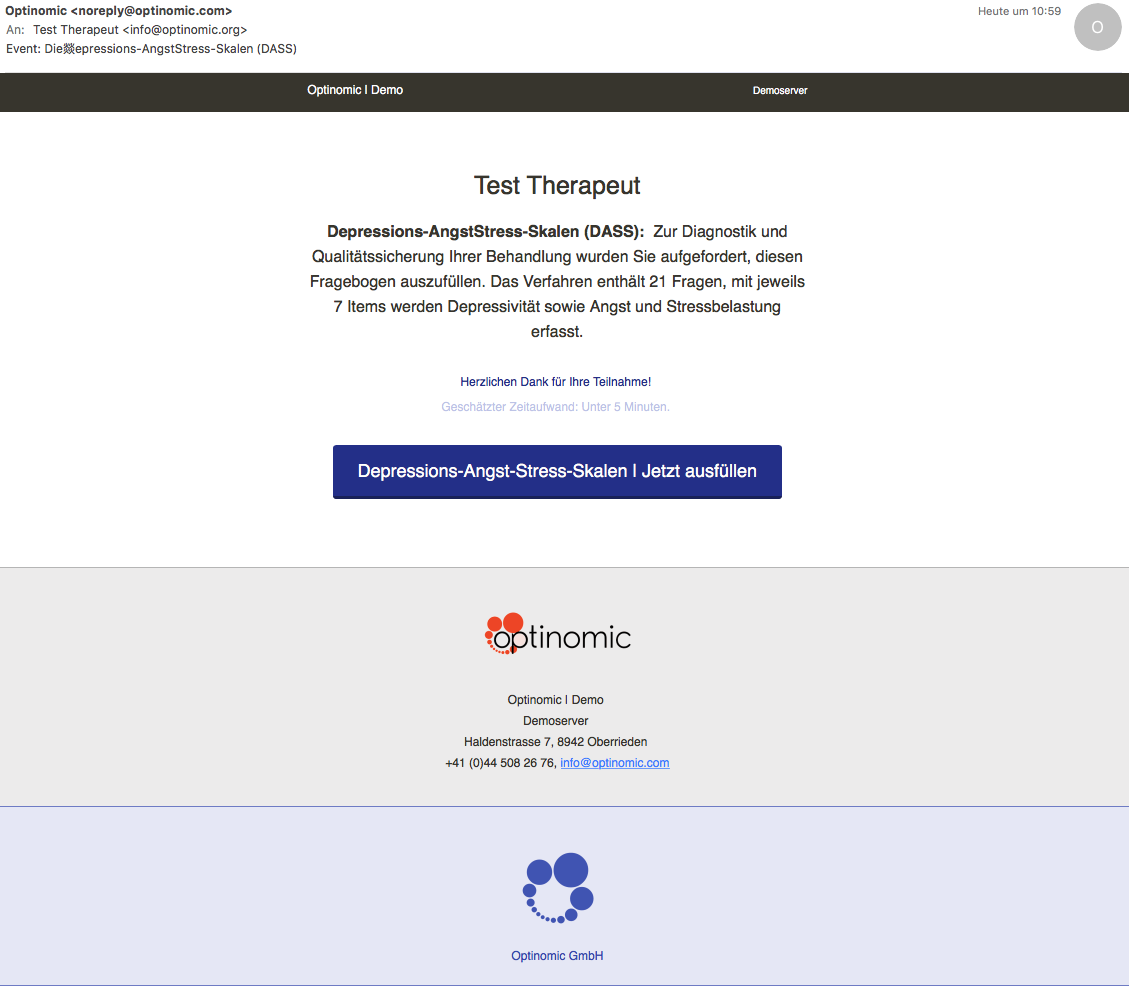 Optinomic <noreply@optinomic.com>
Heute um 10:59
O
An: Test Therapeut <info@optinomic.org>
Event: Die燚epressions-AngstStress-Skalen (DASS)
Optinomic | Demo
Demoserver
Test Therapeut
Depressions-AngstStress-Skalen (DASS): Zur Diagnostik und
Qualitätssicherung Ihrer Behandlung wurden Sie aufgefordert, diesen
Fragebogen auszufüllen. Das Verfahren enthält 21 Fragen, mit jeweils
7 Items werden Depressivität sowie Angst und Stressbelastung
erfasst.
Herzlichen Dank für Ihre Teilnahme!
Geschätzter Zeitaufwand: Unter 5 Minuten.
Depressions-Angst-Stress-Skalen | Jetzt ausfüllen
optinomic
Optinomic | Demo
Demoserver
Haldenstrasse 7, 8942 Oberrieden
+41 (0)44 508 26 76, info@optinomic.com
Optinomic GmbH